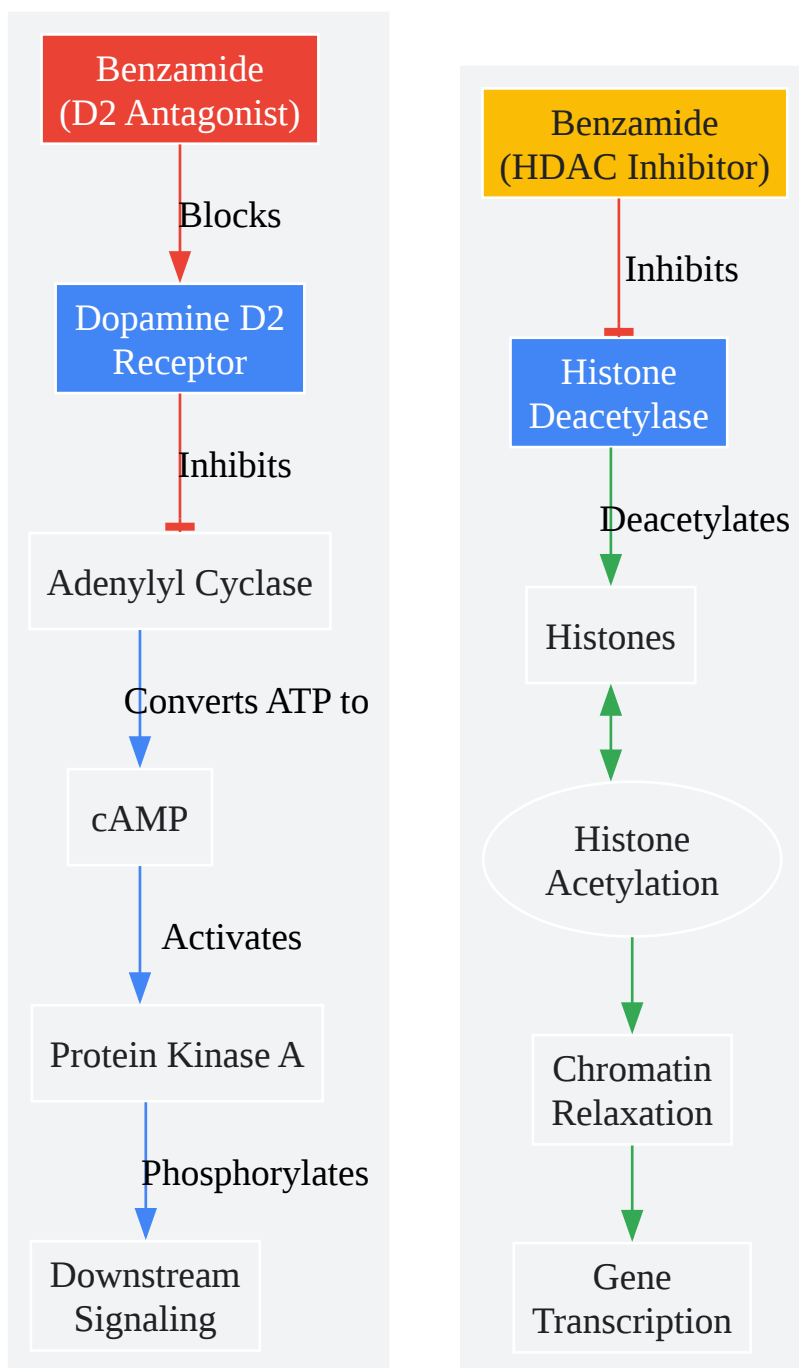 Benzamide
(D2 Antagonist)
Blocks
Dopamine D2
Receptor
Inhibits
Adenylyl Cyclase
Converts ATP to
cAMP
Activates
Protein Kinase A
Phosphorylates
Downstream
Signaling
Benzamide
(HDAC Inhibitor)
Inhibits
Histone
Deacetylase
Deacetylates
Histones
Histone
Acetylation
Chromatin
Relaxation
Gene
Transcription